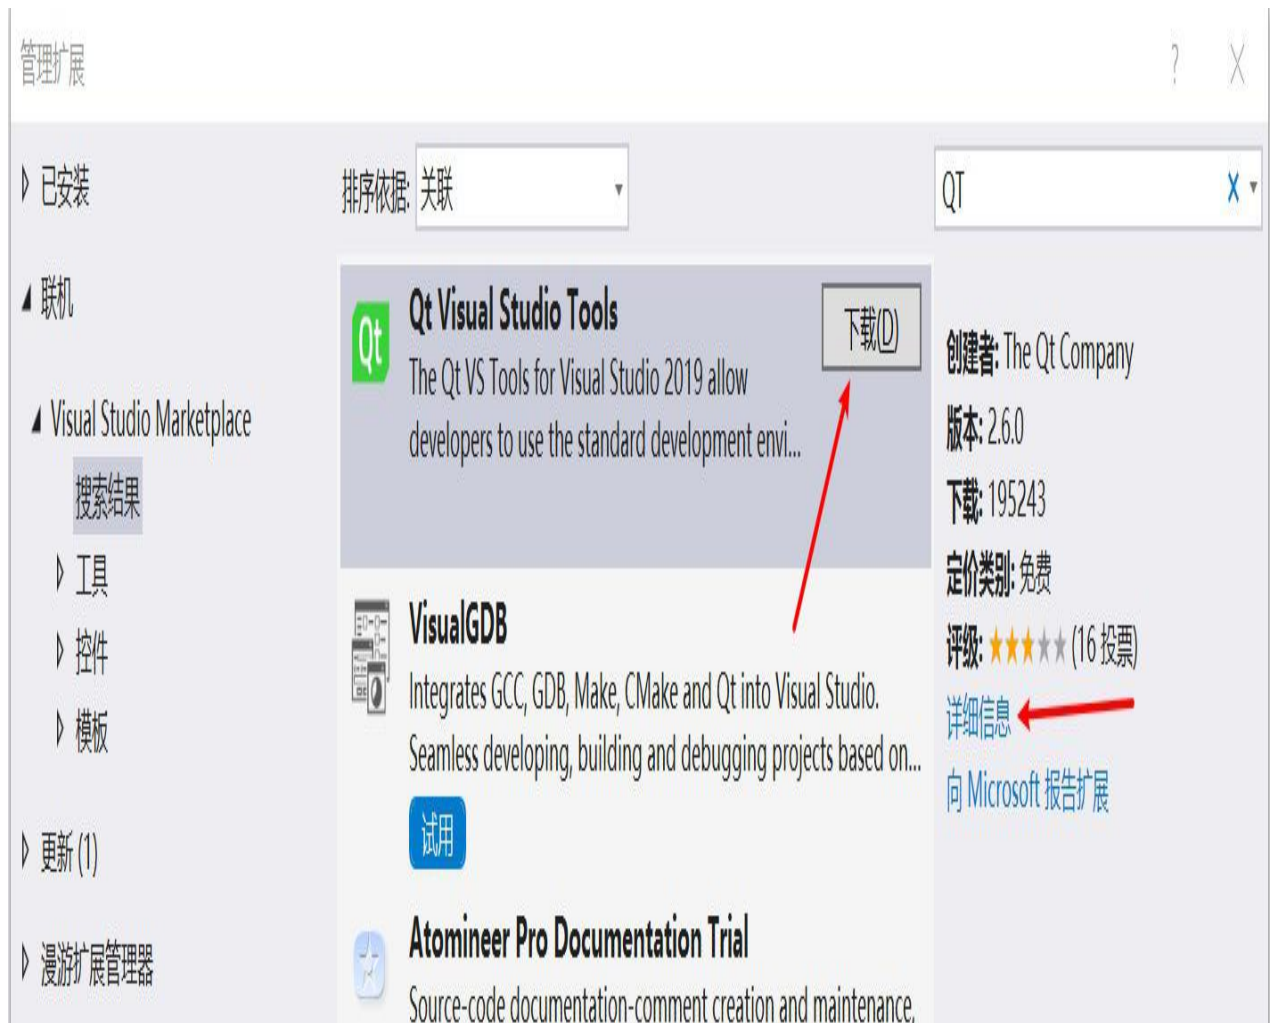 管理扩展
?
已安装
排序依据: 关联
QT
联机
Visual Studio Marketplace
搜索结果
工具
控件
模板
更新 (1)
漫游扩展管理器
Qt
Qt Visual Studio Tools
下载(D)
The Qt VS Tools for Visual Studio 2019 allow
developers to use the standard development envi...
VisualGDB
Integrates GCC, GDB, Make, CMake and Qt into Visual Studio.
Seamless developing, building and debugging projects based on...
试用
Atomineer Pro Documentation Trial
Source-code documentation-comment creation and maintenance,
创建者: The Qt Company
版本: 2.6.0
下载: 195243
定价类别: 免费
评级: ★★★★★ (16 投票)
详细信息
向 Microsoft 报告扩展